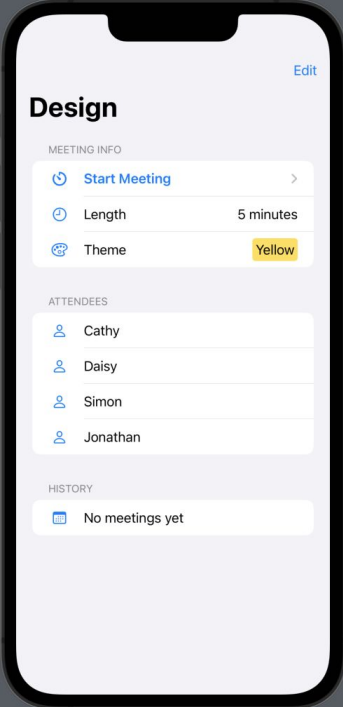 Edit
Design
MEETING INFO
Start Meeting
Length 5 minutes
Theme Yellow
ATTENDEES
Cathy
Daisy
Simon
Jonathan
HISTORY
No meetings yet